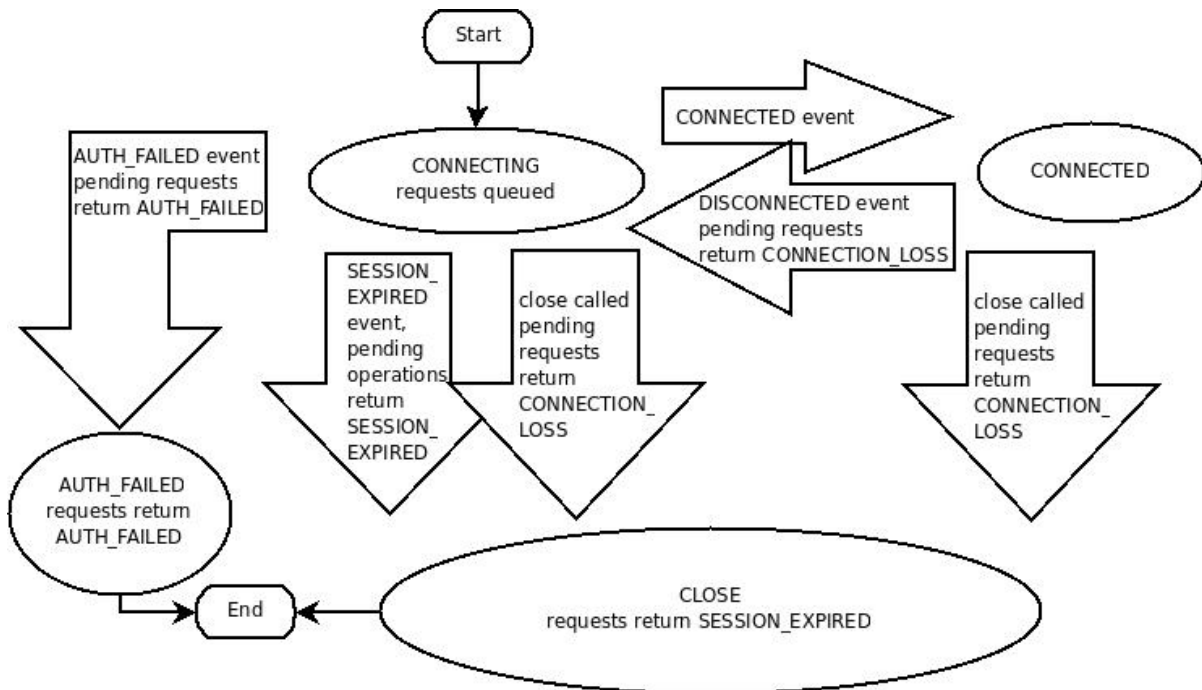 Start
CONNECTED event
AUTH_FAILED event
pending requests
return AUTH_FAILED
CONNECTING
requests queued
CONNECTED
DISCONNECTED event
pending requests
return CONNECTION_LOSS
SESSION_
EXPIRED
event,
pending
operations
return
SESSION_
EXPIRED
close called
pending
requests
return
CONNECTION_
LOSS
close called
pending
requests
return
CONNECTION_
LOSS
AUTH_FAILED
requests return
AUTH_FAILED
End
CLOSE
requests return SESSION_EXPIRED